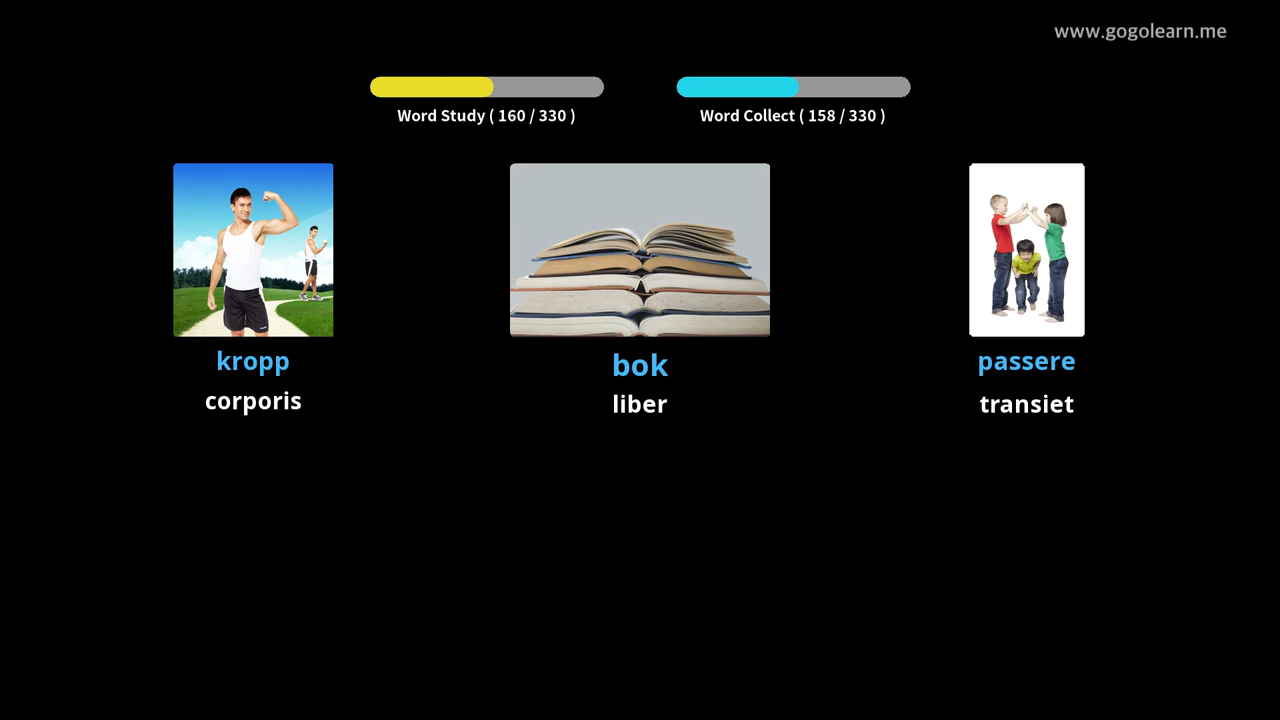 www.gogolearn.me
Word Study ( 160 / 330 )
Word Collect ( 158 / 330 )
kropp
corporis
bok
liber
passere
transiet